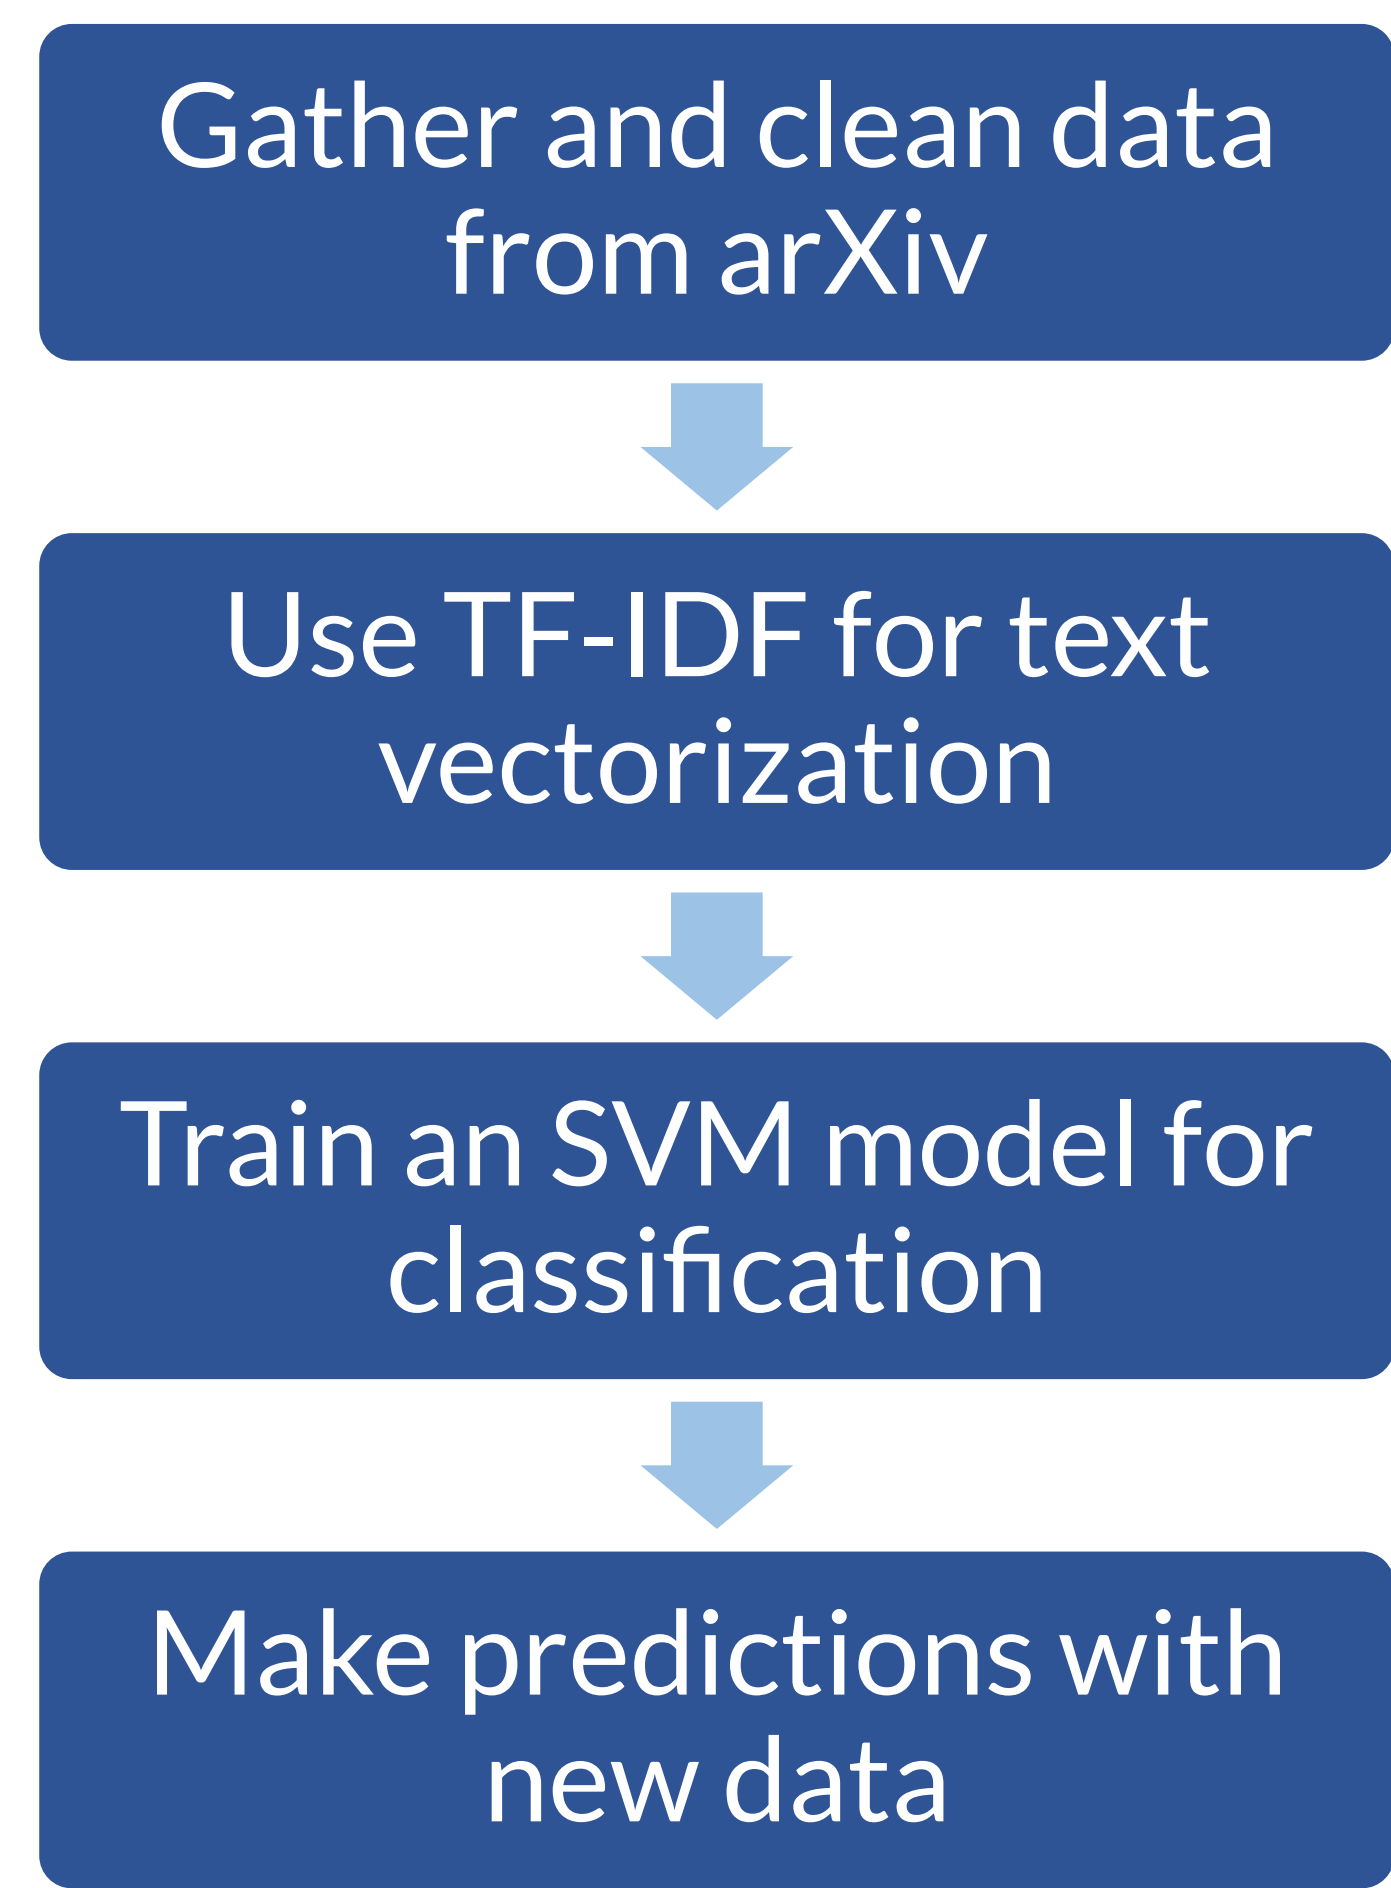 Gather and clean data
from arXiv
Use TF-IDF for text
vectorization
Train an SVM model for
classification
Make predictions with
new data